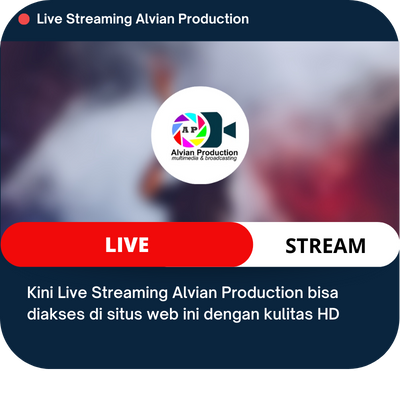 Live Streaming Alvian Production
AP
Alvian Production
multimedia & broadcasting
LIVE
STREAM
Kini Live Streaming Alvian Production bisa
diakses di situs web ini dengan kulitas HD